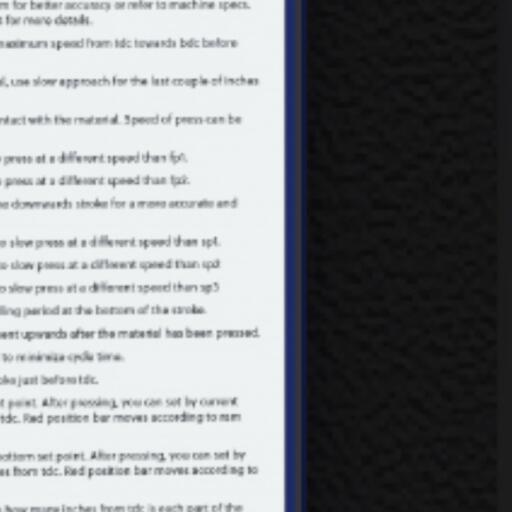 m for better accuracy or refer to machine specs.
t for more details.
maximum speed from tdc towards bdc before
l, use slow approach for the last couple of inches
ntact with the material. Speed of press can be
press at a different speed than fp1.
press at a different speed than fp2.
downwards stroke for a more accurate and
o slow press at a different speed than sp1.
to slow press at a different speed than sp2
o slow press at a different speed than sp3
lling period at the bottom of the stroke.
ent upwards after the material has been pressed.
to minimize cycle time.
oke just before tdc.
t point. After pressing, you can set by current
tdc. Red position bar moves according to ram
ottom set point. After pressing, you can set by
es from tdc. Red position bar moves according to
how many inches from tdc is each part of the